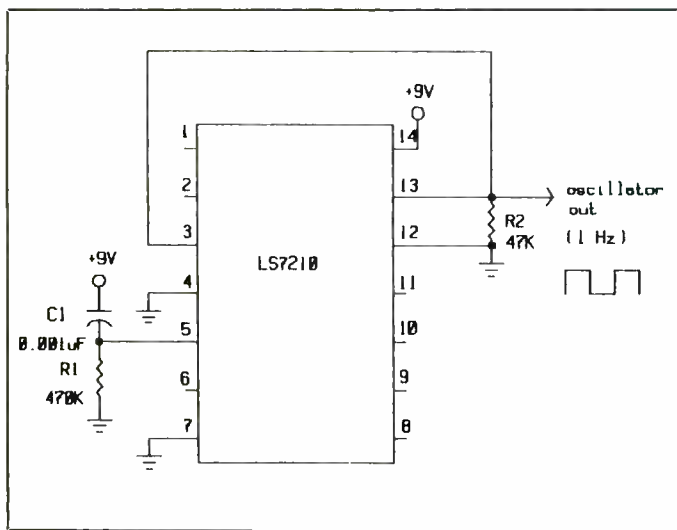 +9V
1
14
2
13
oscillator
out
R2
3
12
47K
(1 Hz)
+9V
LS7210
4
11
C1
5
10
0.001uF
R1
6
9
470K
7
8